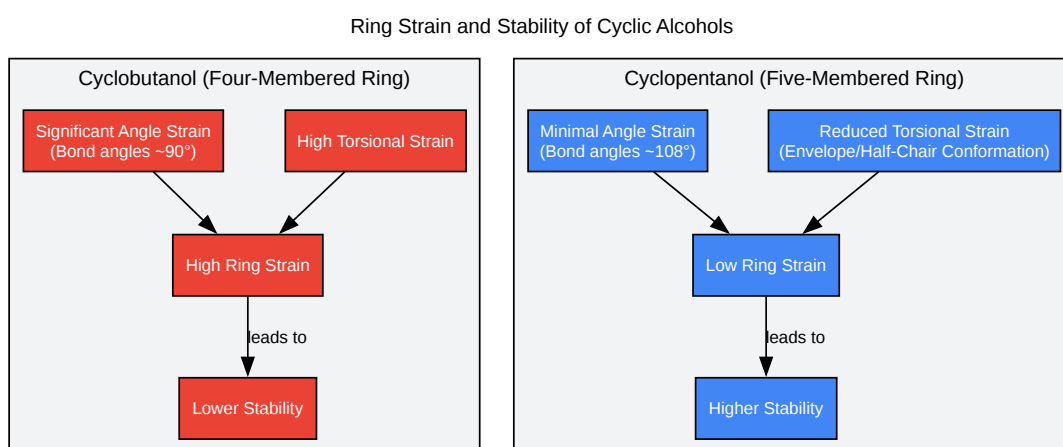 Ring Strain and Stability of Cyclic Alcohols
Cyclobutanol (Four-Membered Ring)
Significant Angle Strain
(Bond angles ~90°)
High Torsional Strain
High Ring Strain
leads to
Lower Stability
Cyclopentanol (Five-Membered Ring)
Minimal Angle Strain
(Bond angles ~108°)
Reduced Torsional Strain
(Envelope/Half-Chair Conformation)
Low Ring Strain
leads to
Higher Stability